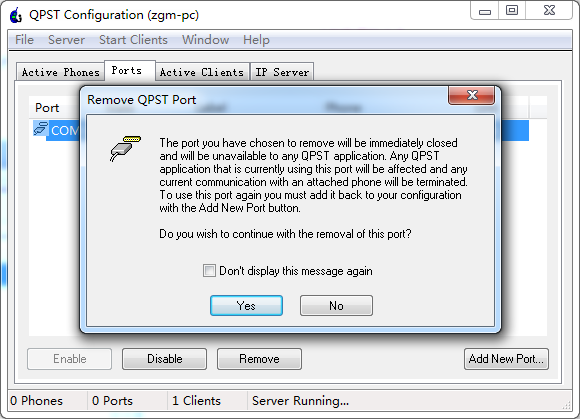 QPST Configuration (zgm-pc)
File Server Start Clients Window Help
Active Phones Ports Active Clients IP Server
Remove QPST Port
Port
COM
The port you have chosen to remove will be immediately closed
and will be unavailable to any QPST application. Any QPST
application that is currently using this port will be affected and any
current communication with an attached phone will be terminated.
To use this port again you must add it back to your configuration
with the Add New Port button.
Do you wish to continue with the removal of this port?
Don't display this message again
Yes No
Enable Disable Remove Add New Port...
0 Phones 0 Ports 1 Clients Server Running...